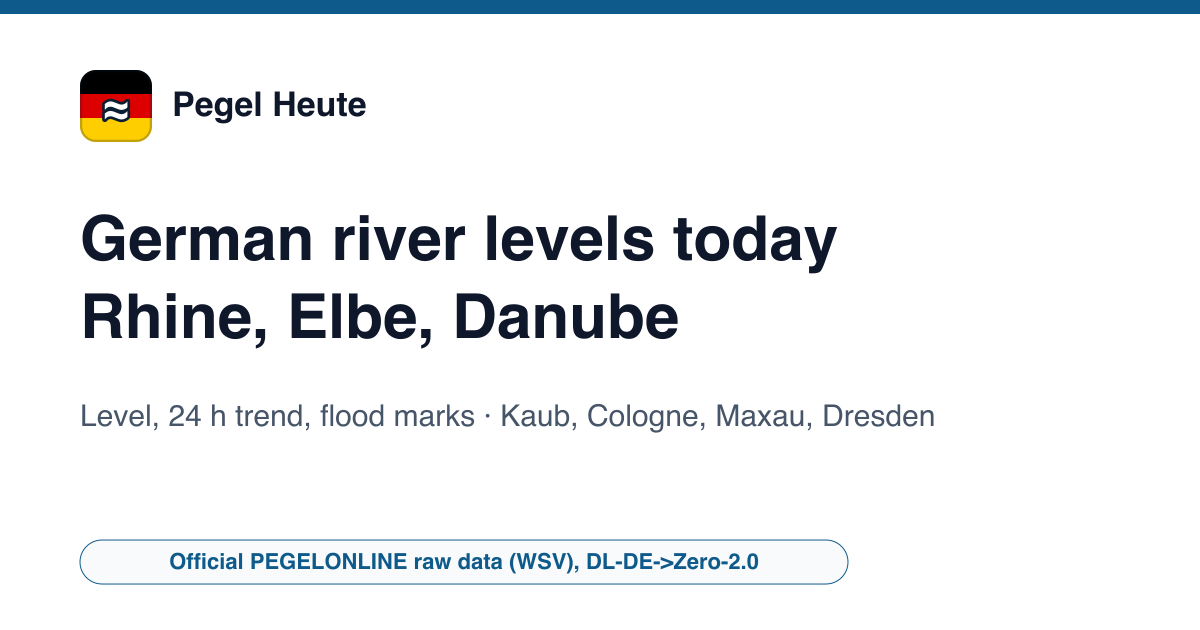 Pegel Heute
German river levels today
Rhine, Elbe, Danube
Level, 24 h trend, flood marks · Kaub, Cologne, Maxau, Dresden
Official PEGELONLINE raw data (WSV), DL-DE->Zero-2.0